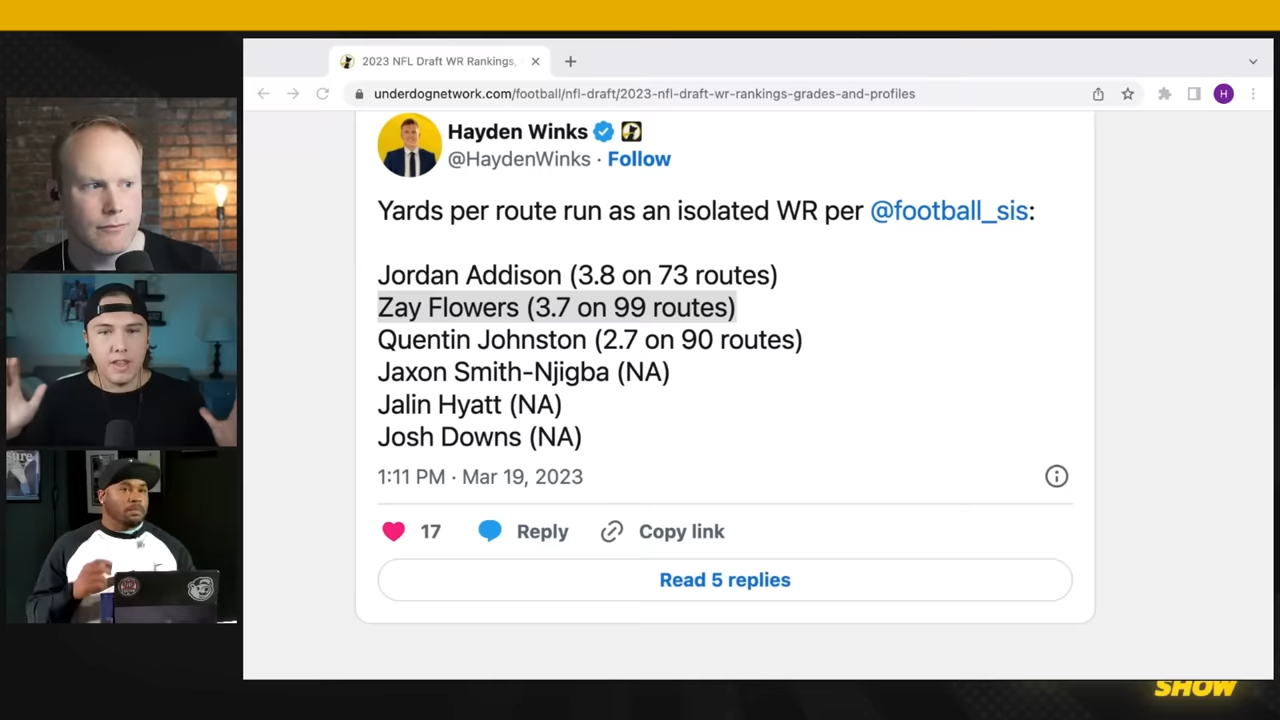 2023 NFL Draft WR Rankings,
underdognetwork.com/football/nfl-draft/2023-nfl-draft-wr-rankings-grades-and-profiles
H
Hayden Winks
@HaydenWinks · Follow
Yards per route run as an isolated WR per @football_sis:
Jordan Addison (3.8 on 73 routes)
Zay Flowers (3.7 on 99 routes)
Quentin Johnston (2.7 on 90 routes)
Jaxon Smith-Njigba (NA)
Jalin Hyatt (NA)
Josh Downs (NA)
1:11 PM · Mar 19, 2023
17 Reply Copy link
Read 5 replies
SHOW